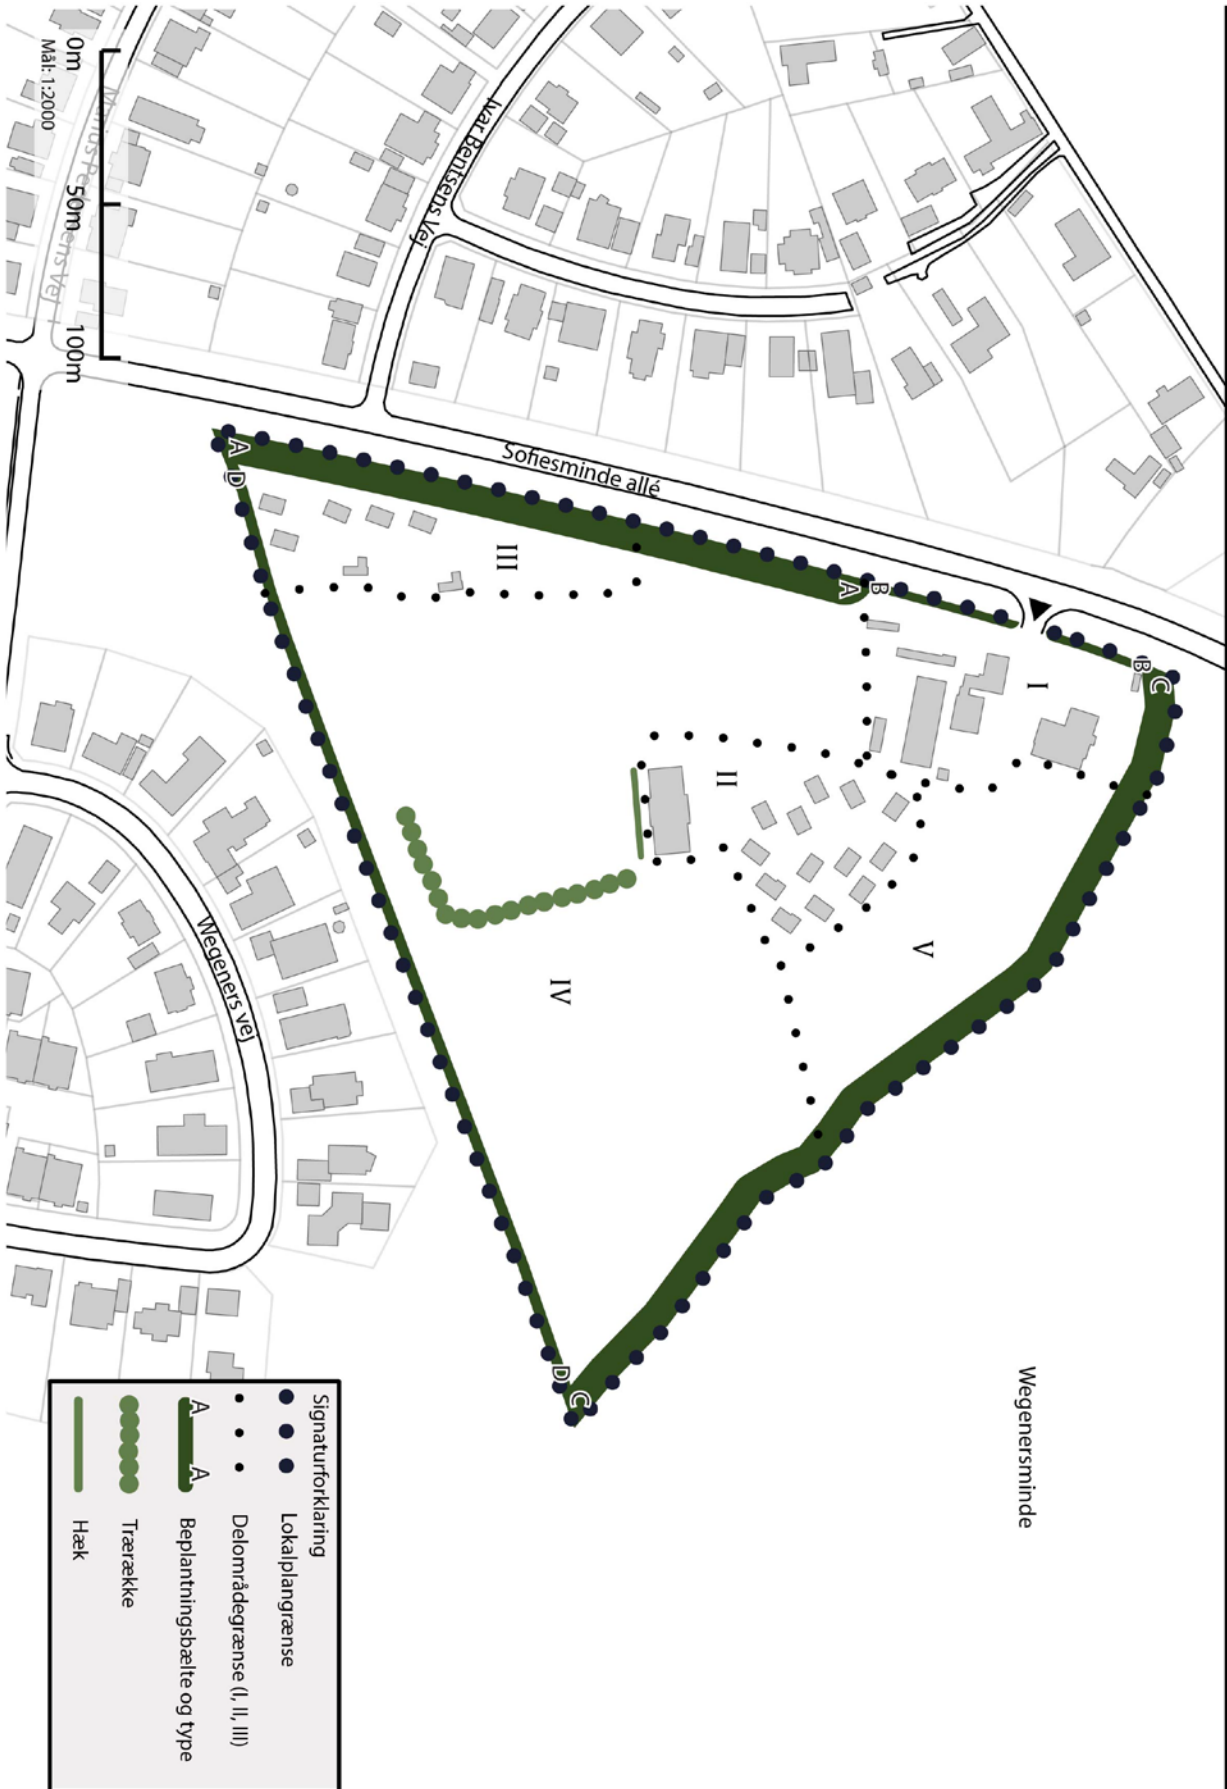 Wegenersminde
Sofiesminde allé
Ivar Bentsens Vej
Wegeners vej
I
II
III
IV
V
A
A
B
B
C
C
D
D
0m
50m
100m
Mål: 1:2000
Signaturforklaring
Lokalplangrænse
Delområdegrænse (I, II, III)
A A Beplantningsbælte og type
Trærække
Hæk